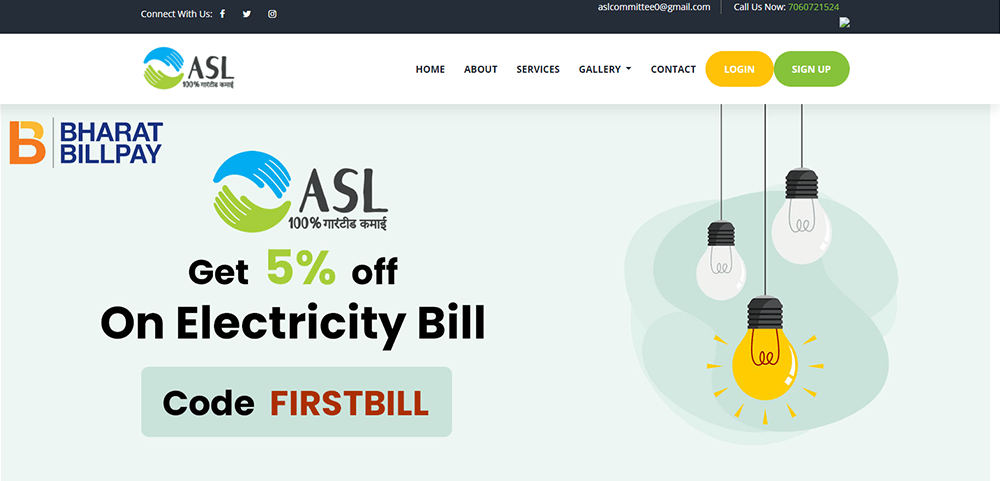 Connect With Us:
aslcommittee0@gmail.com
Call Us Now: 7060721524
ASL
100% गारंटीड कमाई
HOME ABOUT SERVICES GALLERY CONTACT LOGIN SIGN UP
BHARAT
BILLPAY
ASL
100% गारंटीड कमाई
Get 5% off
On Electricity Bill
Code FIRSTBILL